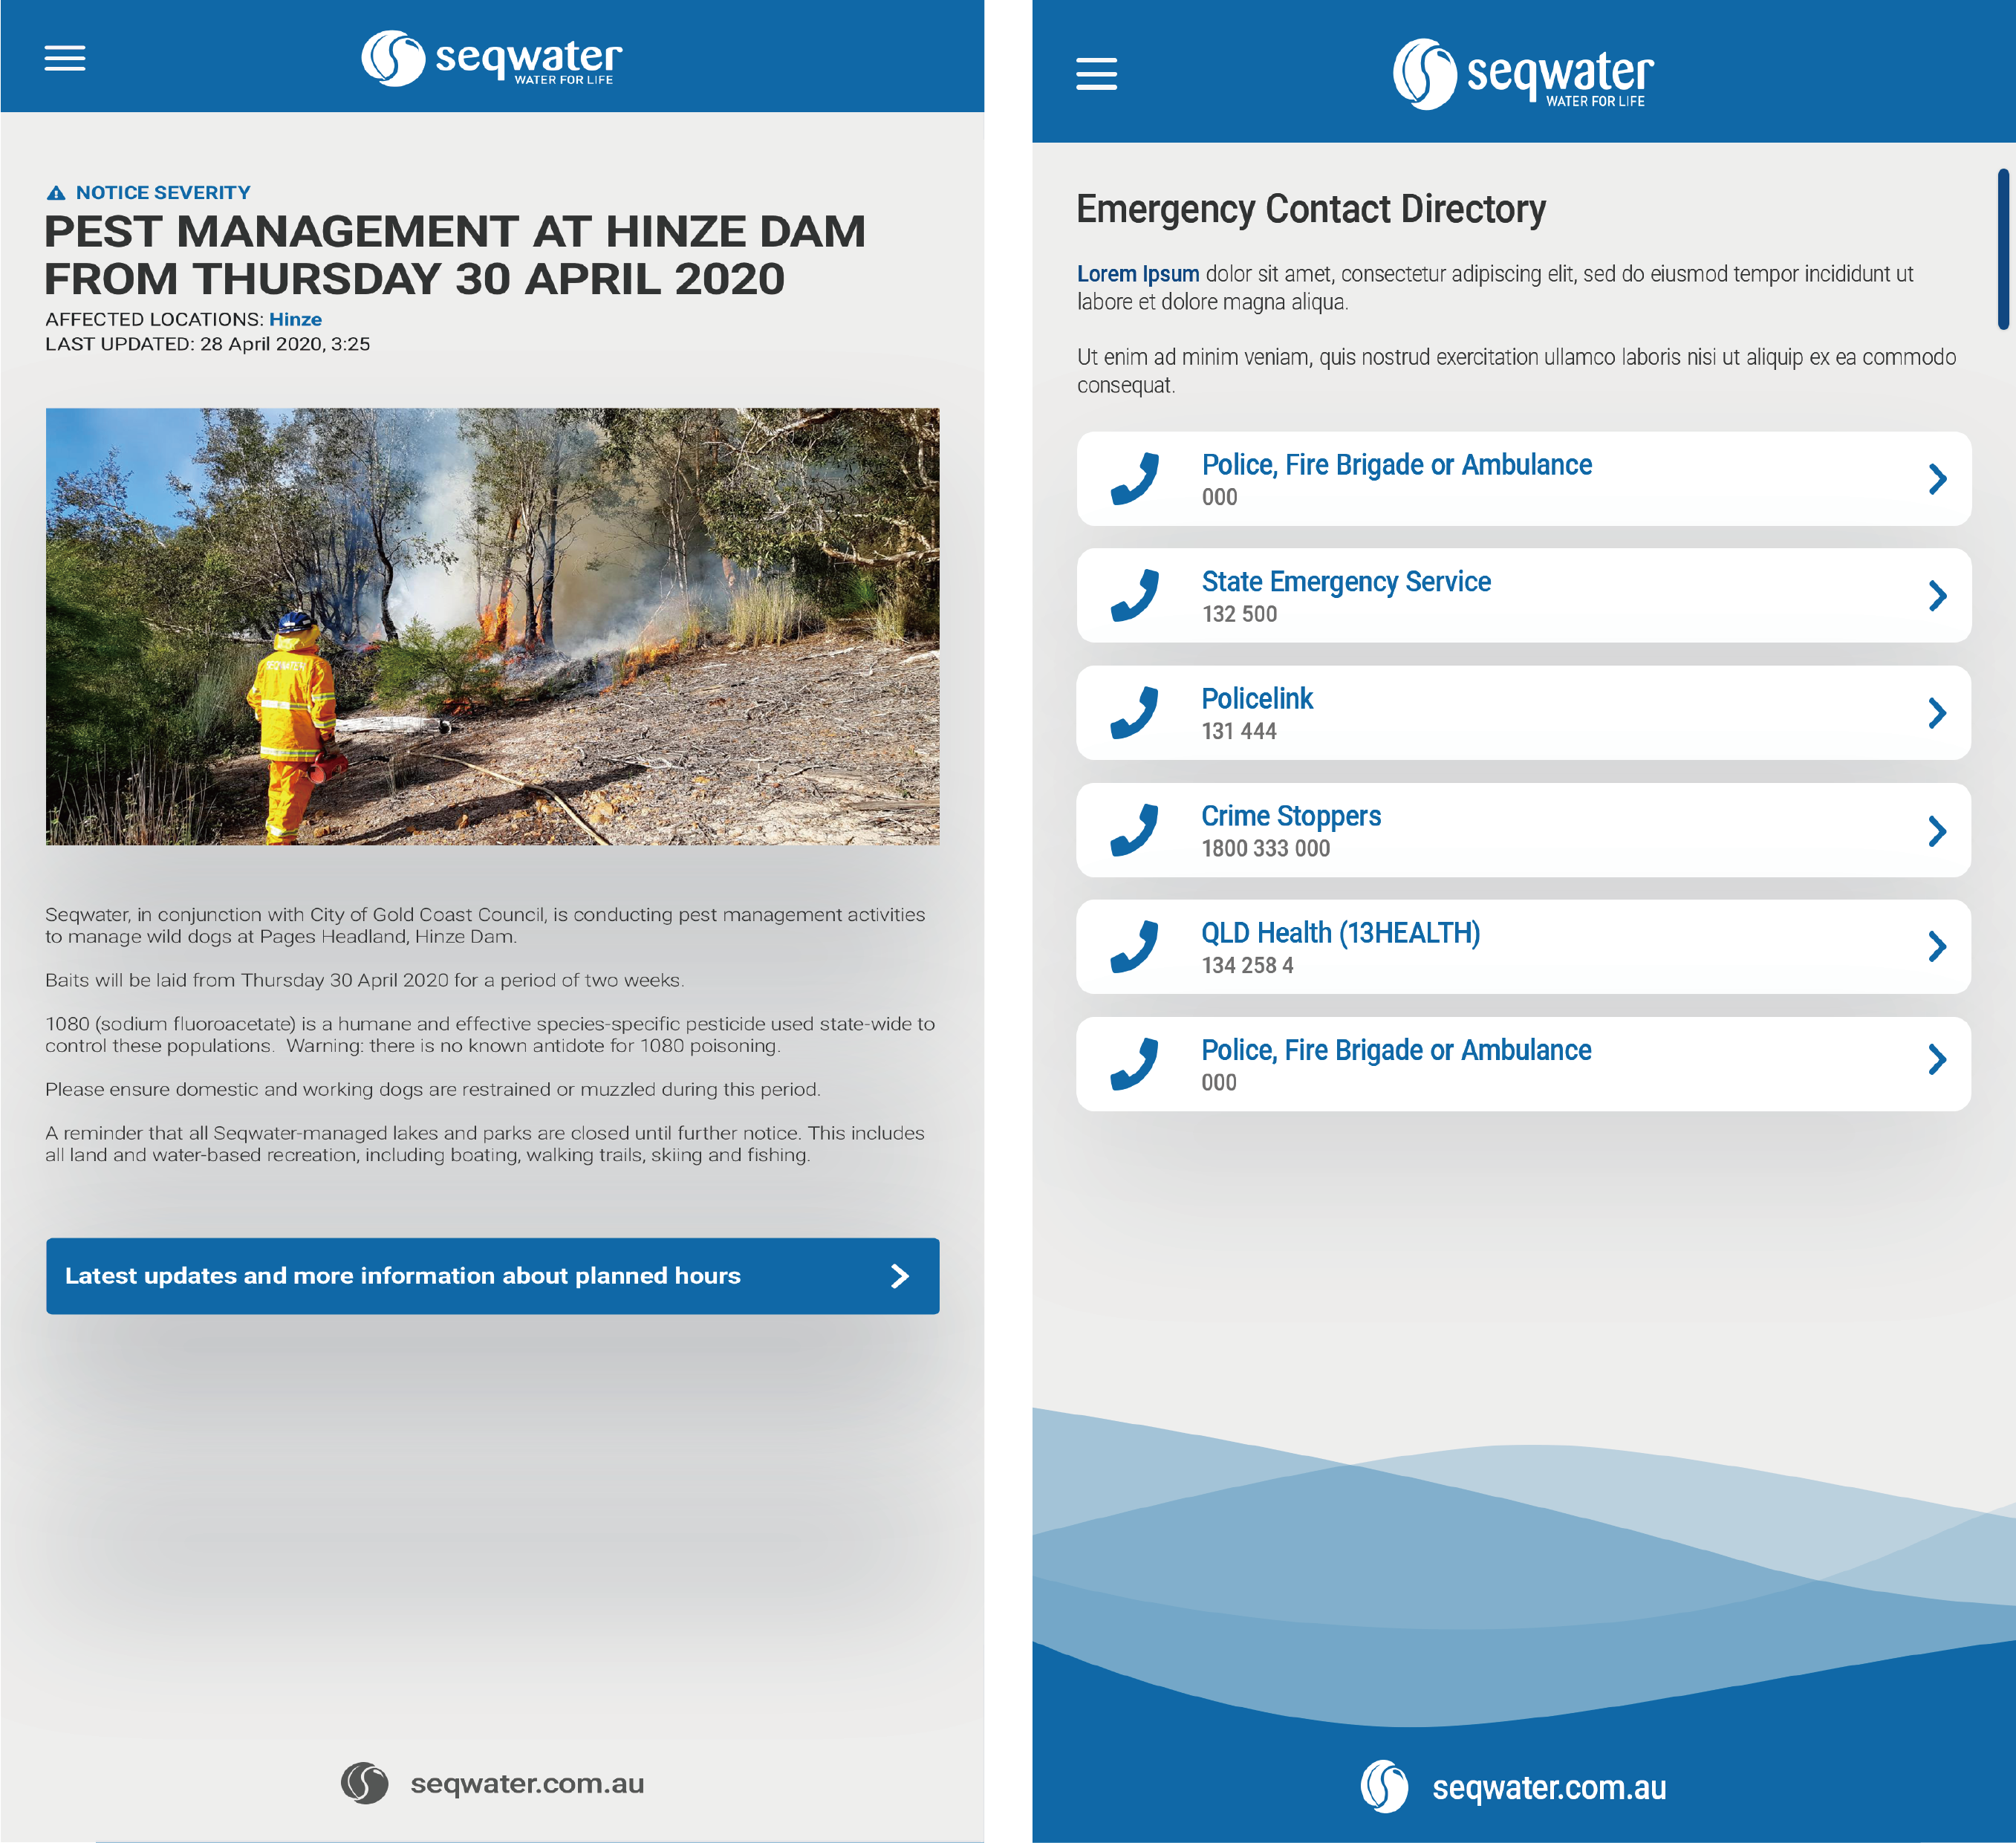 seqwater
WATER FOR LIFE
NOTICE SEVERITY
PEST MANAGEMENT AT HINZE DAM
FROM THURSDAY 30 APRIL 2020
AFFECTED LOCATIONS: Hinze
LAST UPDATED: 28 April 2020, 3:25
SEQWATER
Seqwater, in conjunction with City of Gold Coast Council, is conducting pest management activities
to manage wild dogs at Pages Headland, Hinze Dam.
Baits will be laid from Thursday 30 April 2020 for a period of two weeks.
1080 (sodium fluoroacetate) is a humane and effective species-specific pesticide used state-wide to
control these populations.  Warning: there is no known antidote for 1080 poisoning.
Please ensure domestic and working dogs are restrained or muzzled during this period.
A reminder that all Seqwater-managed lakes and parks are closed until further notice. This includes
all land and water-based recreation, including boating, walking trails, skiing and fishing.
Latest updates and more information about planned hours
seqwater.com.au
seqwater
WATER FOR LIFE
Emergency Contact Directory
Lorem Ipsum dolor sit amet, consectetur adipiscing elit, sed do eiusmod tempor incididunt ut
labore et dolore magna aliqua.
Ut enim ad minim veniam, quis nostrud exercitation ullamco laboris nisi ut aliquip ex ea commodo
consequat.
Police, Fire Brigade or Ambulance
000
State Emergency Service
132 500
Policelink
131 444
Crime Stoppers
1800 333 000
QLD Health (13HEALTH)
134 258 4
Police, Fire Brigade or Ambulance
000
seqwater.com.au